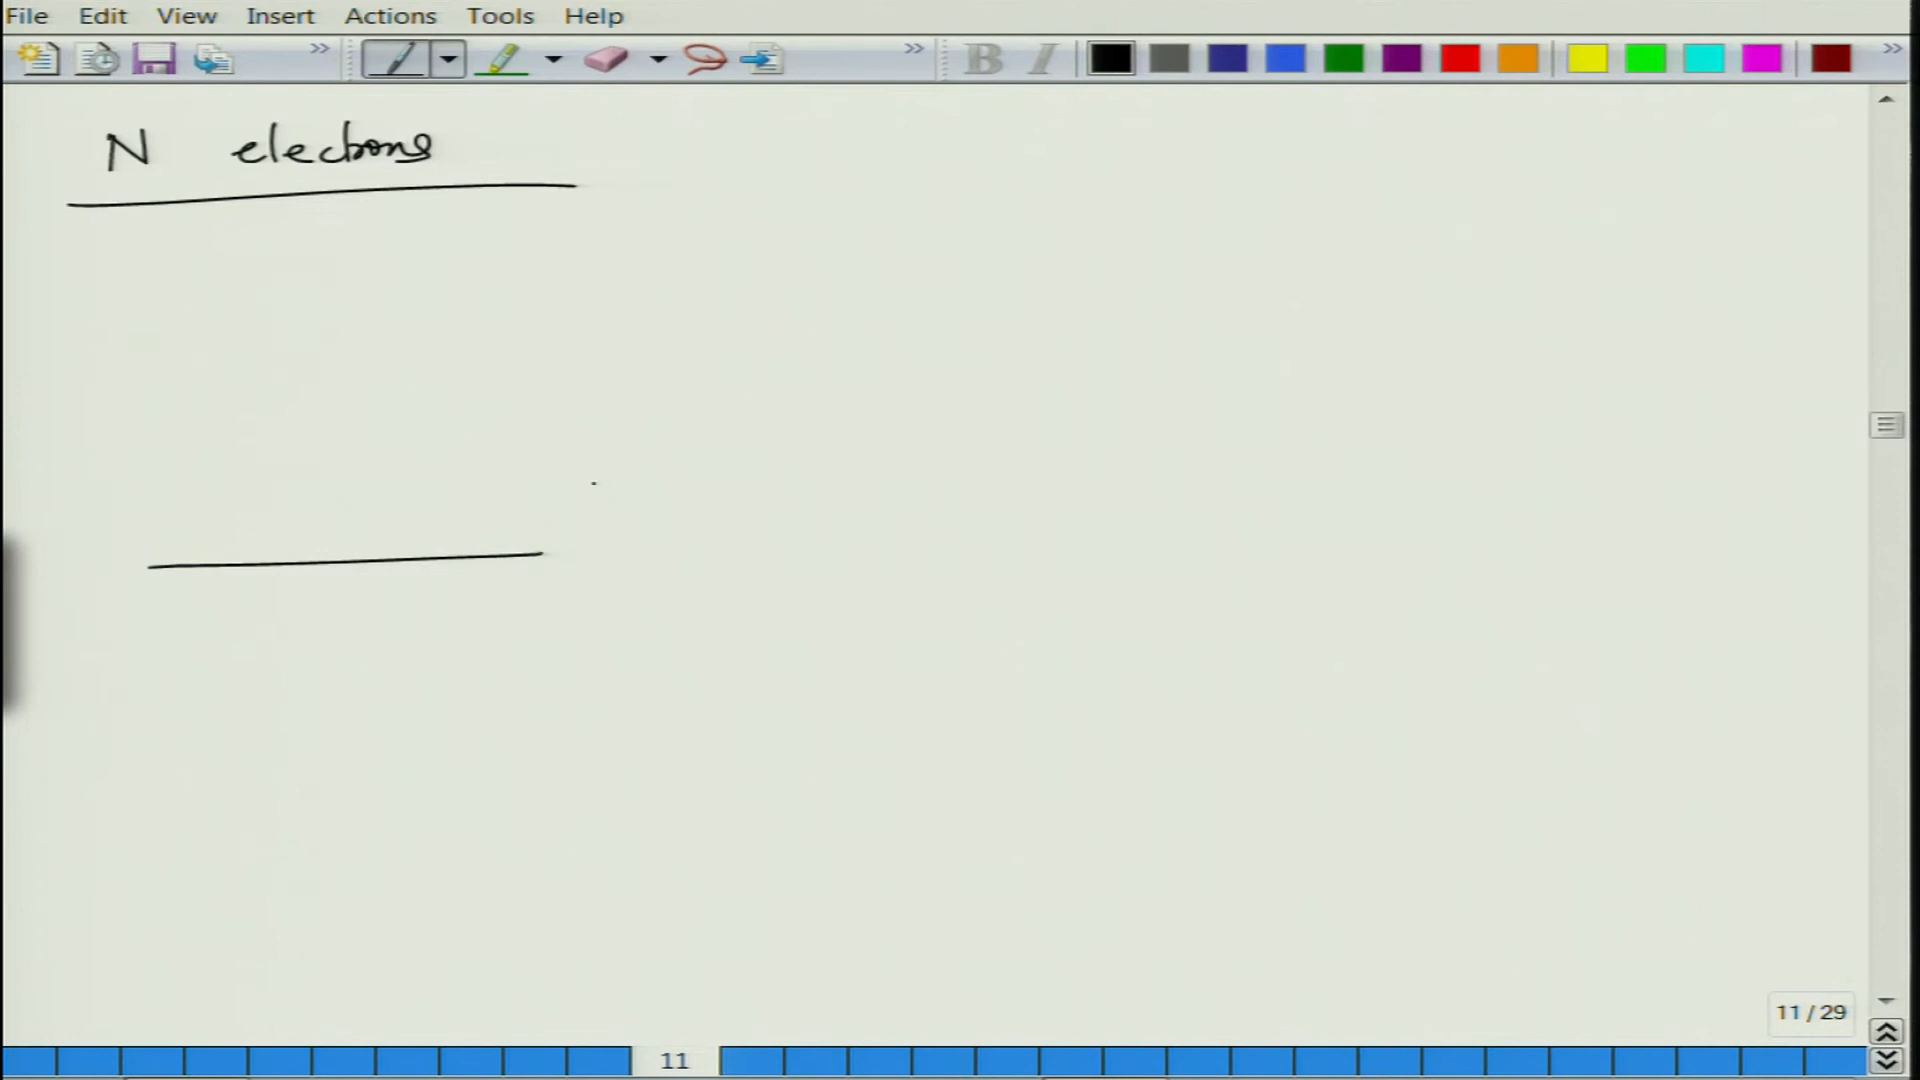 File Edit View Insert Actions Tools Help
B I
N electrons
11 / 29
11